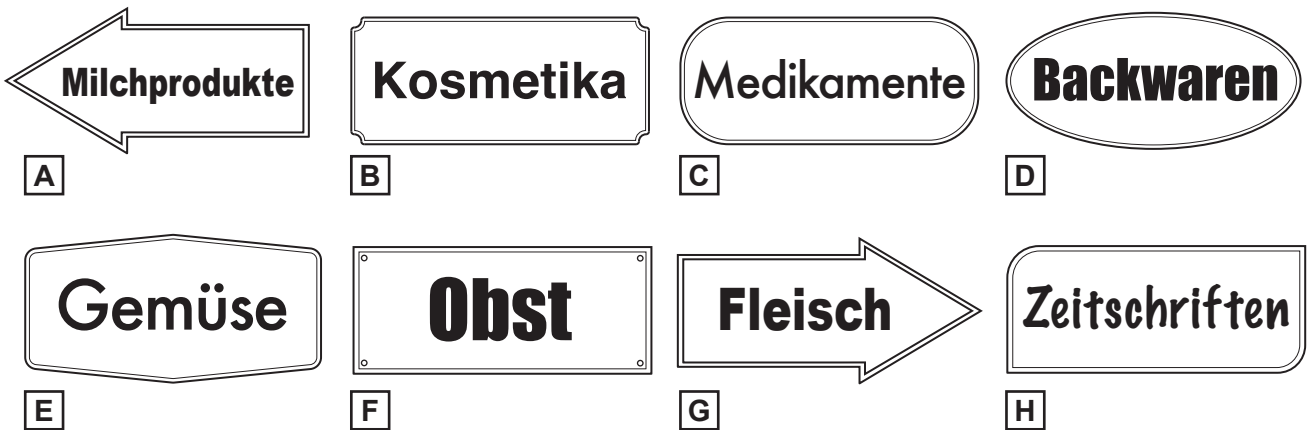 Milchprodukte
Kosmetika
Medikamente
Backwaren
A
B
C
D
Gemüse
Obst
Fleisch
Zeitschriften
E
F
G
H